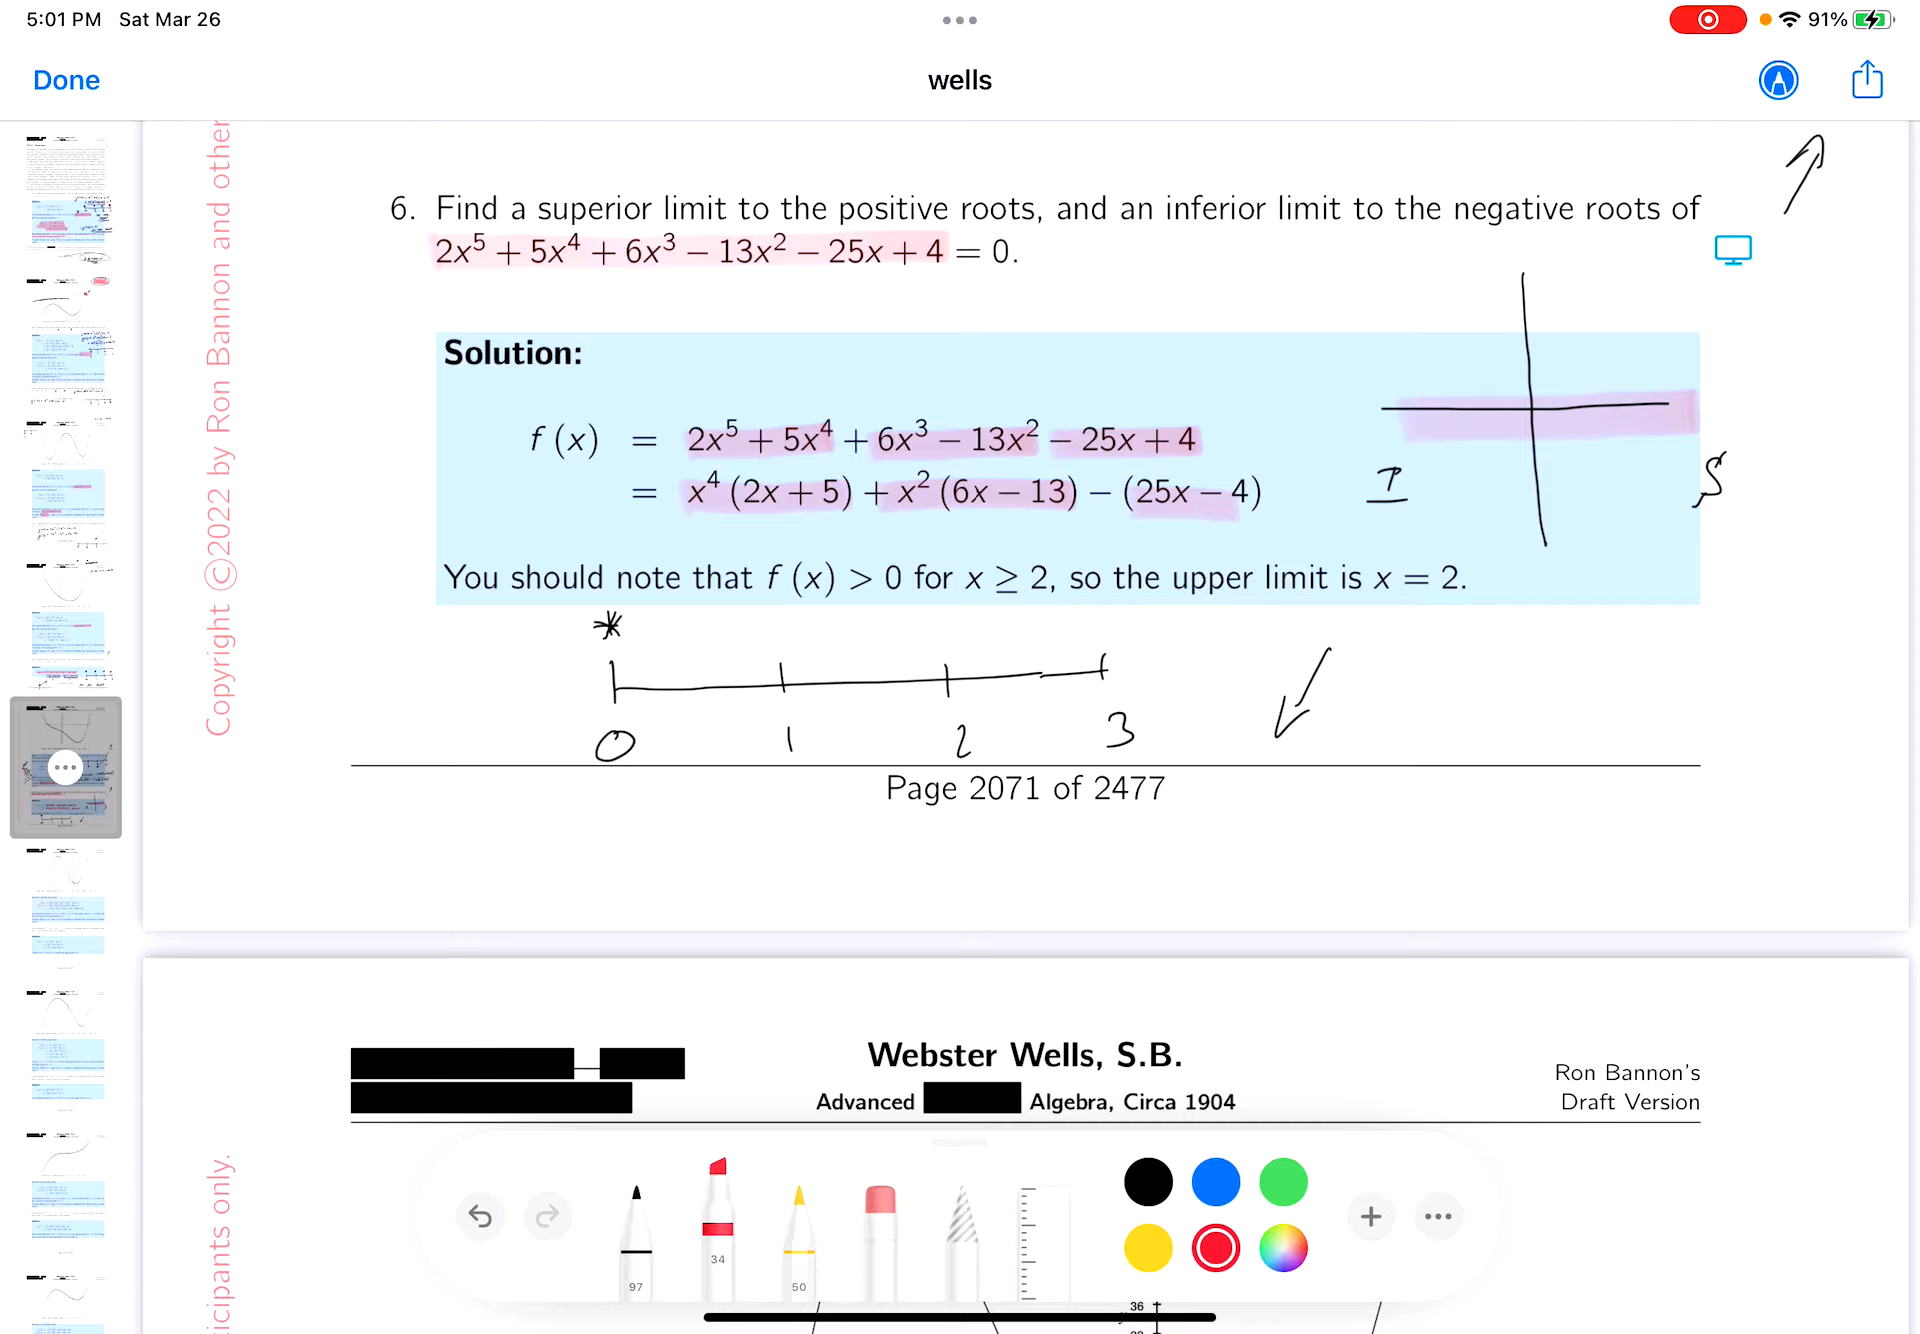 5:01 PM Sat Mar 26
91%
Done
wells
Copyright ©2022 by Ron Bannon and other
6. Find a superior limit to the positive roots, and an inferior limit to the negative roots of
2x⁵ + 5x⁴ + 6x³ − 13x² − 25x + 4 = 0.
Solution:
f (x) = 2x⁵ + 5x⁴ + 6x³ − 13x² − 25x + 4
= x⁴ (2x + 5) + x² (6x − 13) − (25x − 4)
I
S
You should note that f (x) > 0 for x ≥ 2, so the upper limit is x = 2.
*
0 1 2 3
Page 2071 of 2477
Webster Wells, S.B.
Advanced Algebra, Circa 1904
Ron Bannon's
Draft Version
icipants only.
97
34
50
36